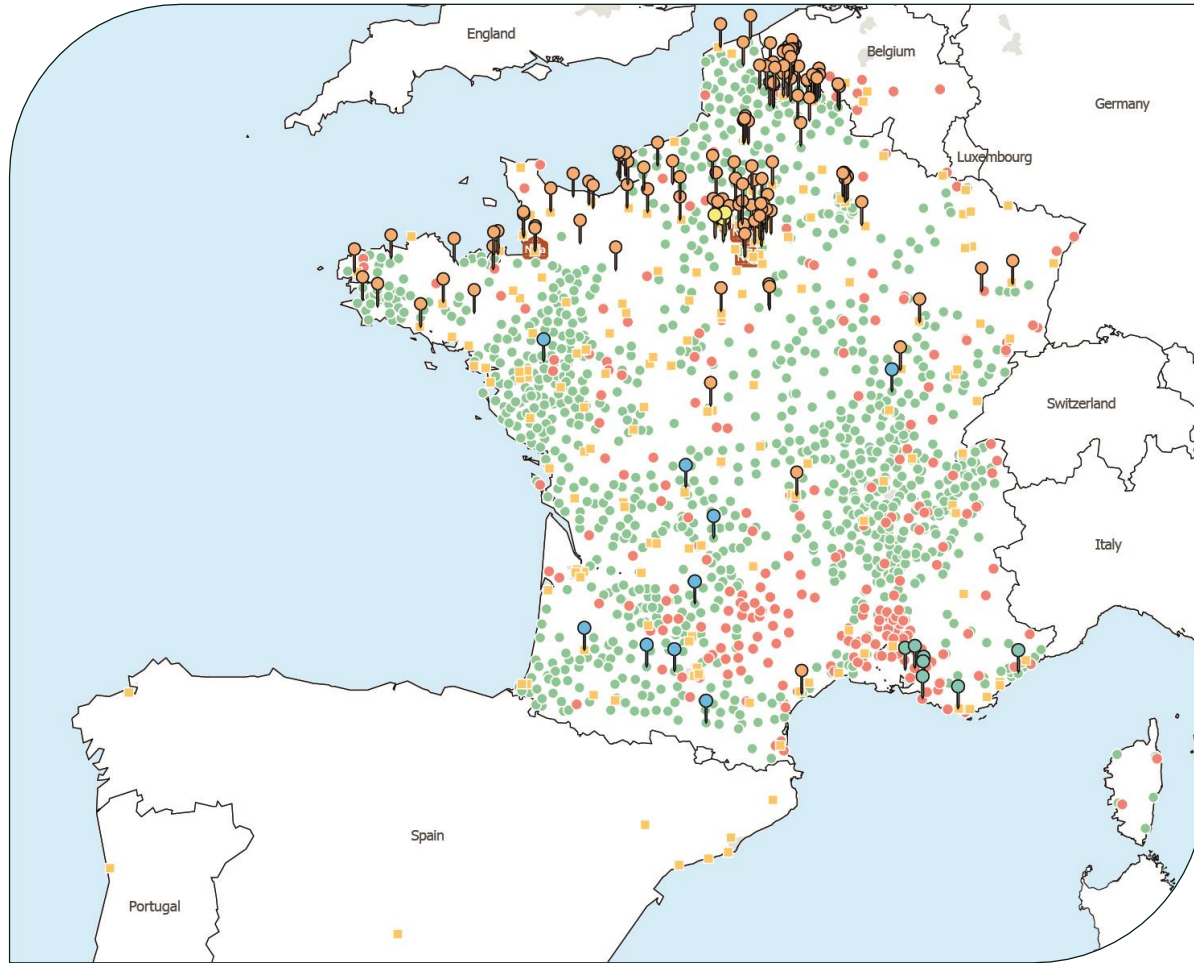 England
Belgium
Germany
Luxembourg
Switzerland
Italy
Spain
Portugal